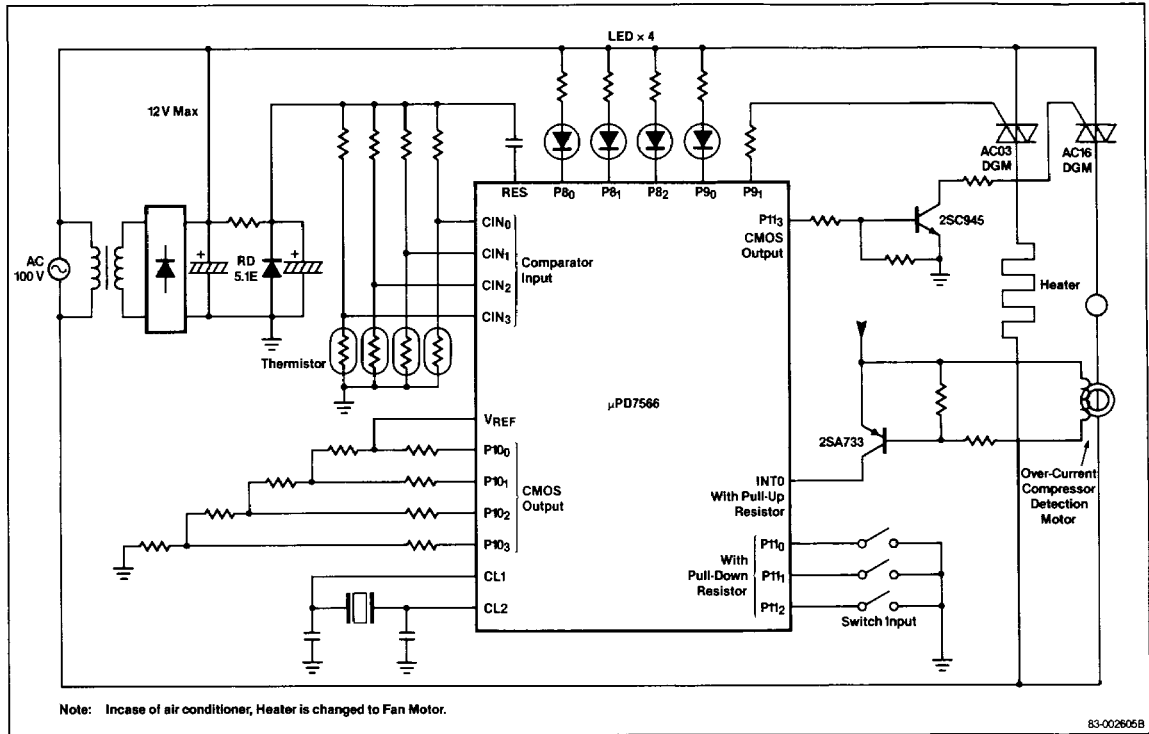 LED × 4
12V Max
AC
100 V
RD
5.1E
RES
P8₀
P8₁
P8₂
P9₀
P9₁
AC03
DGM
AC16
DGM
CIN₀
CIN₁
CIN₂
CIN₃
Comparator
Input
P11₃
CMOS
Output
2SC945
Heater
Thermistor
μPD7566
2SA733
VREF
P10₀
P10₁
P10₂
P10₃
CMOS
Output
INT0
With Pull-Up
Resistor
Over-Current
Compressor
Detection
Motor
P11₀
P11₁
P11₂
With
Pull-Down
Resistor
Switch Input
CL1
CL2
Note: Incase of air conditioner, Heater is changed to Fan Motor.
83-002605B